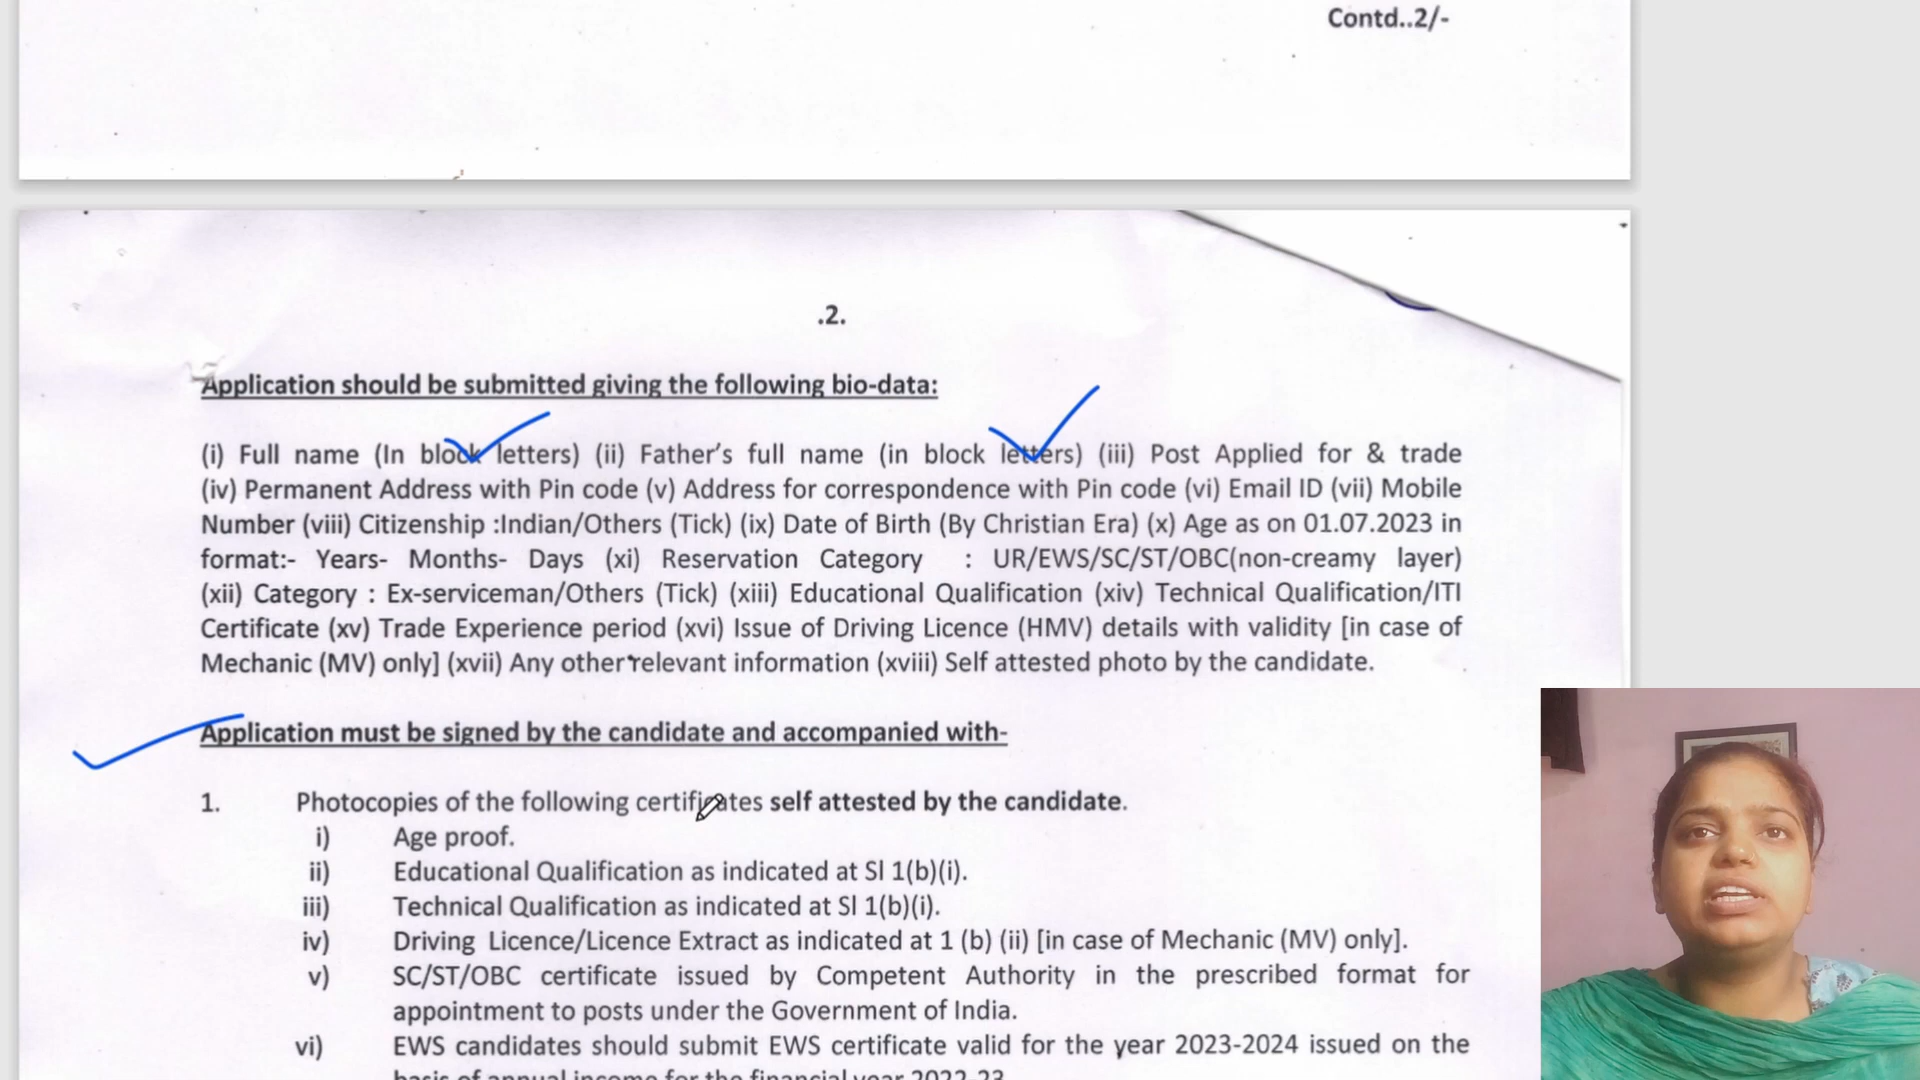 Contd..2/-
.2.
Application should be submitted giving the following bio-data:
(i) Full name (In block letters) (ii) Father's full name (in block letters) (iii) Post Applied for & trade
(iv) Permanent Address with Pin code (v) Address for correspondence with Pin code (vi) Email ID (vii) Mobile
Number (viii) Citizenship :Indian/Others (Tick) (ix) Date of Birth (By Christian Era) (x) Age as on 01.07.2023 in
format:- Years- Months- Days (xi) Reservation Category : UR/EWS/SC/ST/OBC(non-creamy layer)
(xii) Category : Ex-serviceman/Others (Tick) (xiii) Educational Qualification (xiv) Technical Qualification/ITI
Certificate (xv) Trade Experience period (xvi) Issue of Driving Licence (HMV) details with validity [in case of
Mechanic (MV) only] (xvii) Any other relevant information (xviii) Self attested photo by the candidate.
Application must be signed by the candidate and accompanied with-
1. Photocopies of the following certificates self attested by the candidate.
i) Age proof.
ii) Educational Qualification as indicated at Sl 1(b)(i).
iii) Technical Qualification as indicated at Sl 1(b)(i).
iv) Driving Licence/Licence Extract as indicated at 1 (b) (ii) [in case of Mechanic (MV) only].
v) SC/ST/OBC certificate issued by Competent Authority in the prescribed format for
appointment to posts under the Government of India.
vi) EWS candidates should submit EWS certificate valid for the year 2023-2024 issued on the
basis of annual income for the financial year 2022-23